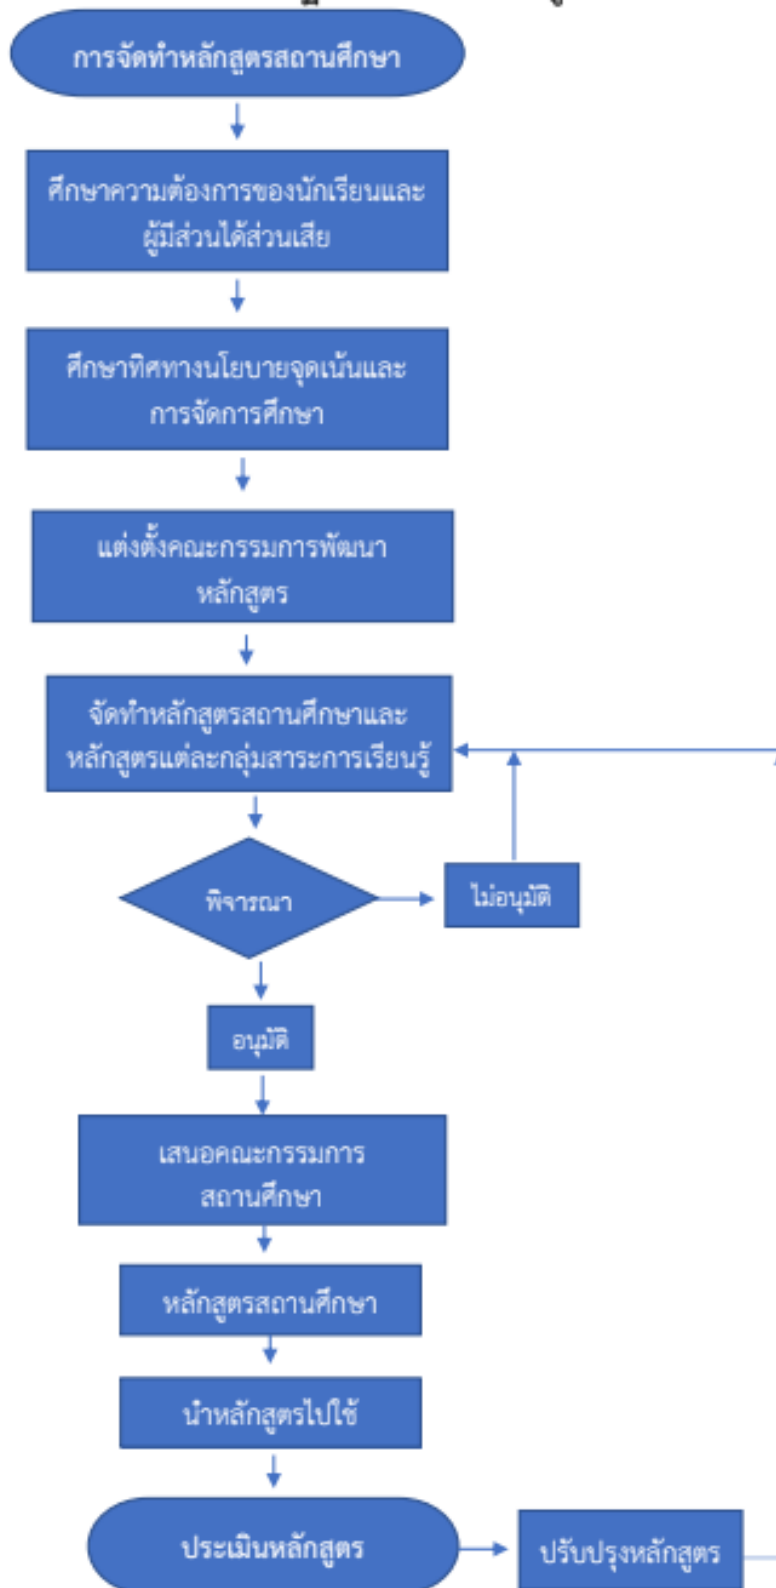 การจัดทำหลักสูตรสถานศึกษา
ศึกษาความต้องการของนักเรียนและ
ผู้มีส่วนได้ส่วนเสีย
ศึกษาทิศทางนโยบายจุดเน้นและ
การจัดการศึกษา
แต่งตั้งคณะกรรมการพัฒนา
หลักสูตร
จัดทำหลักสูตรสถานศึกษาและ
หลักสูตรแต่ละกลุ่มสาระการเรียนรู้
พิจารณา
ไม่อนุมัติ
อนุมัติ
เสนอคณะกรรมการ
สถานศึกษา
หลักสูตรสถานศึกษา
นำหลักสูตรไปใช้
ประเมินหลักสูตร
ปรับปรุงหลักสูตร